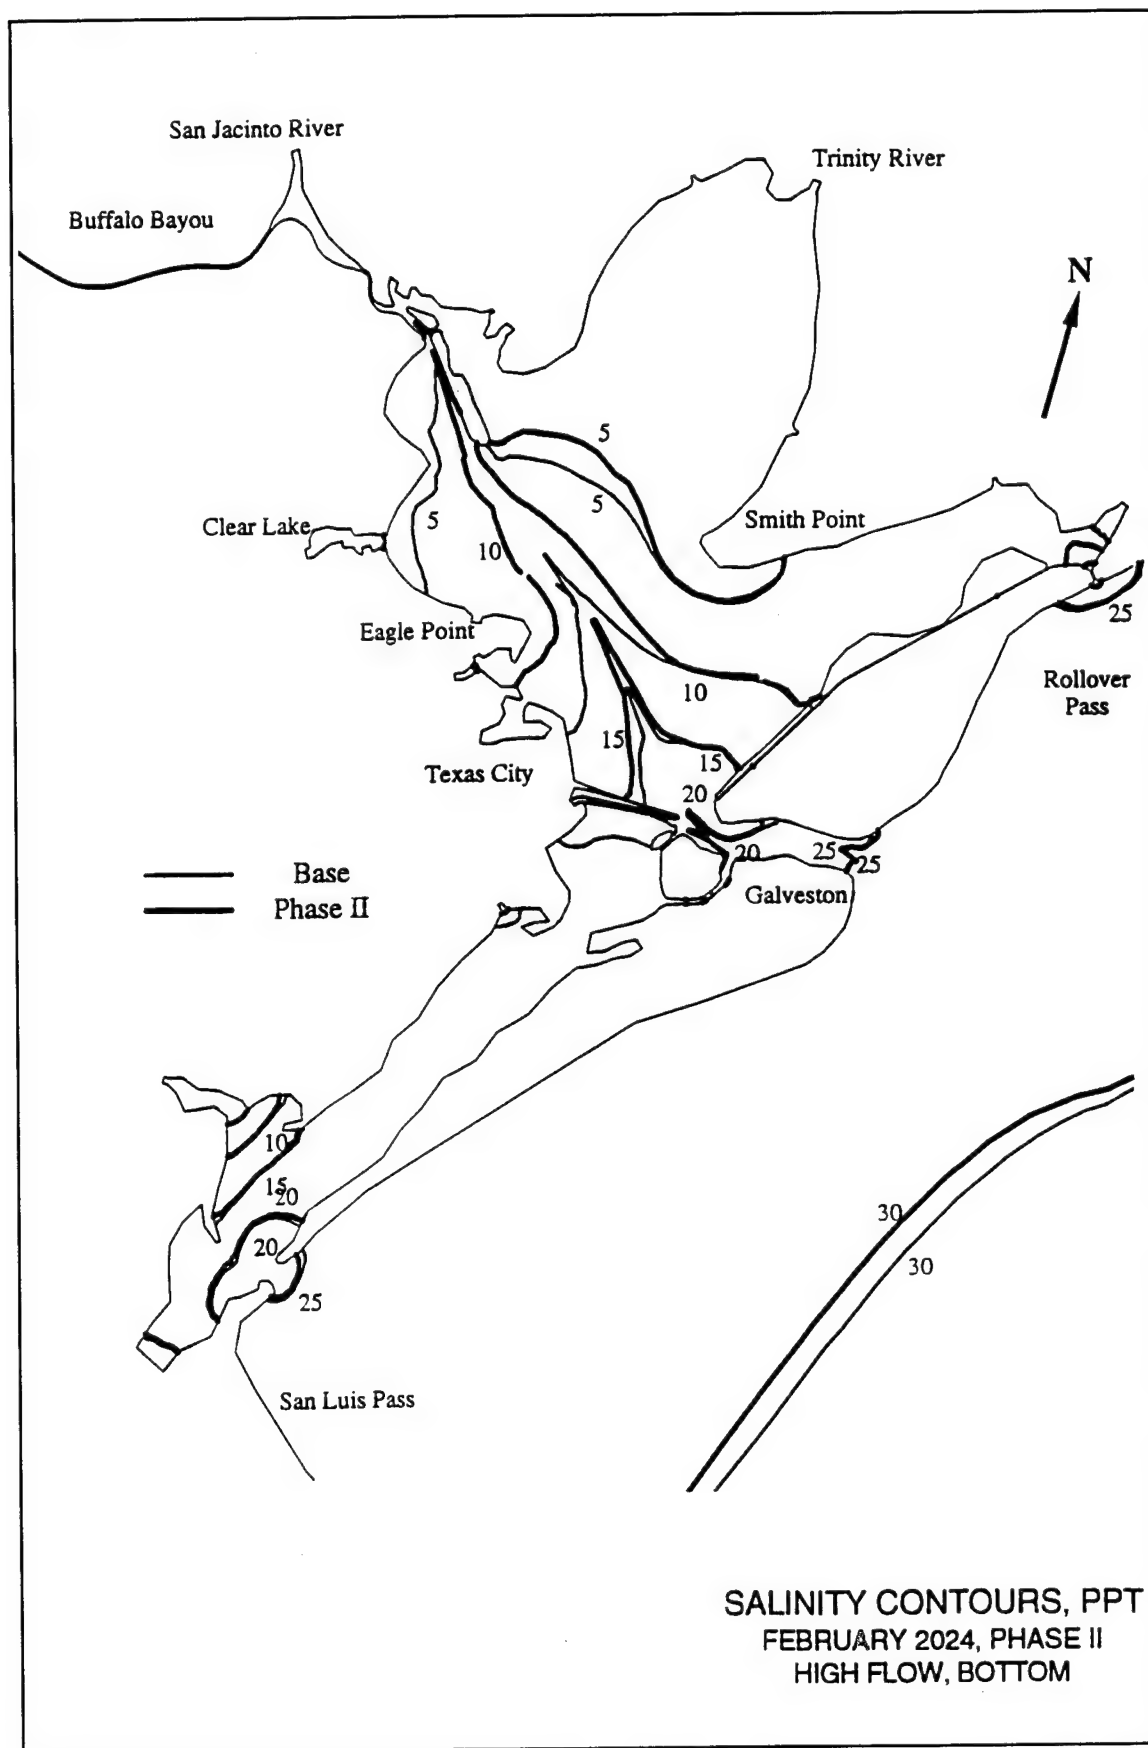 San Jacinto River
Trinity River
Buffalo Bayou
N
5
5
Smith Point
Clear Lake
5
10
25
Eagle Point
Rollover
Pass
10
15
15
Texas City
20
20
25
25
Base
Phase II
Galveston
10
15
20
20
25
30
30
San Luis Pass
SALINITY CONTOURS, PPT
FEBRUARY 2024, PHASE II
HIGH FLOW, BOTTOM